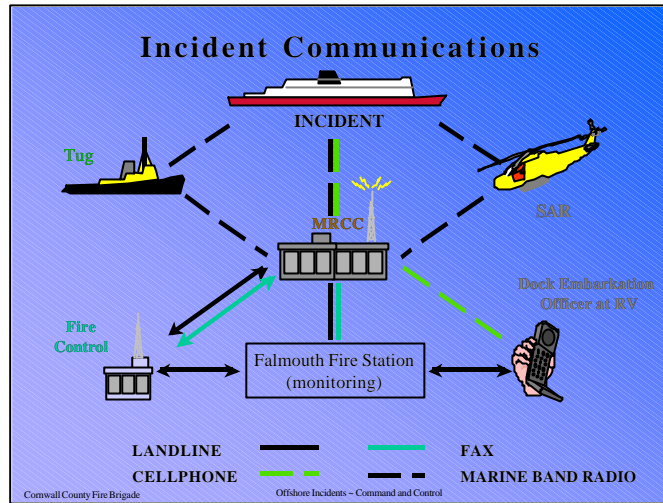 Incident Communications
INCIDENT
Tug
SAR
MRCC
Dock Embarkation
Officer at RV
Fire
Control
Falmouth Fire Station
(monitoring)
LANDLINE
FAX
CELLPHONE
MARINE BAND RADIO
Cornwall County Fire Brigade
Offshore Incidents – Command and Control